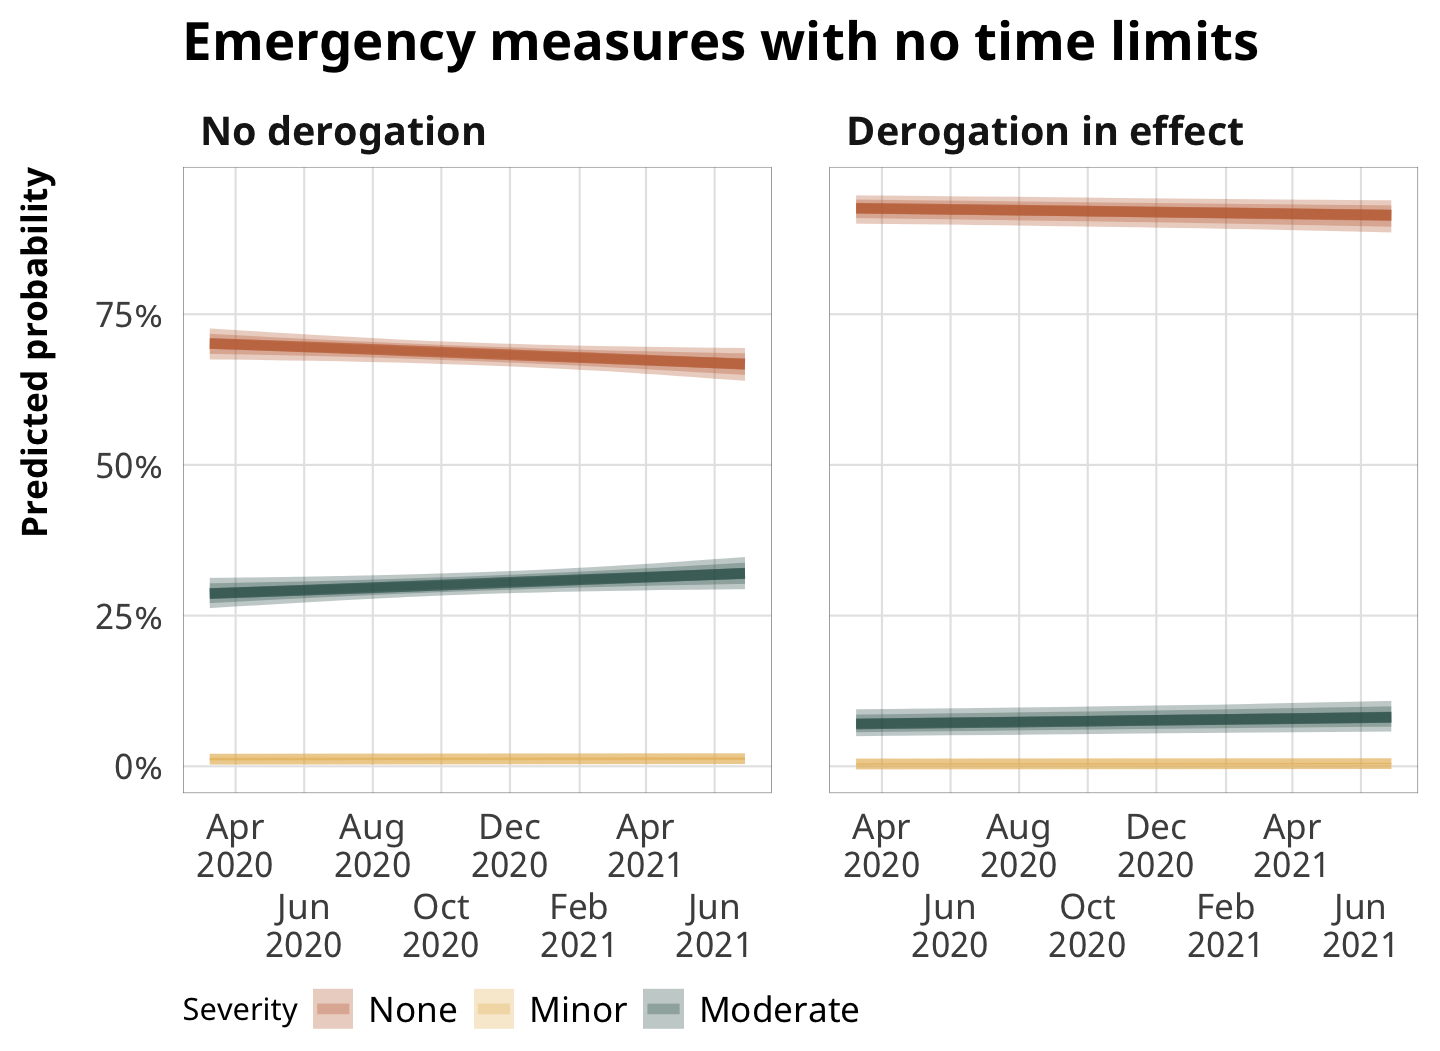 Emergency measures with no time limits
No derogation
Derogation in effect
Predicted probability
75%
50%
25%
0%
Apr
2020
Jun
2020
Aug
2020
Oct
2020
Dec
2020
Feb
2021
Apr
2021
Jun
2021
Apr
2020
Jun
2020
Aug
2020
Oct
2020
Dec
2020
Feb
2021
Apr
2021
Jun
2021
Severity None Minor Moderate